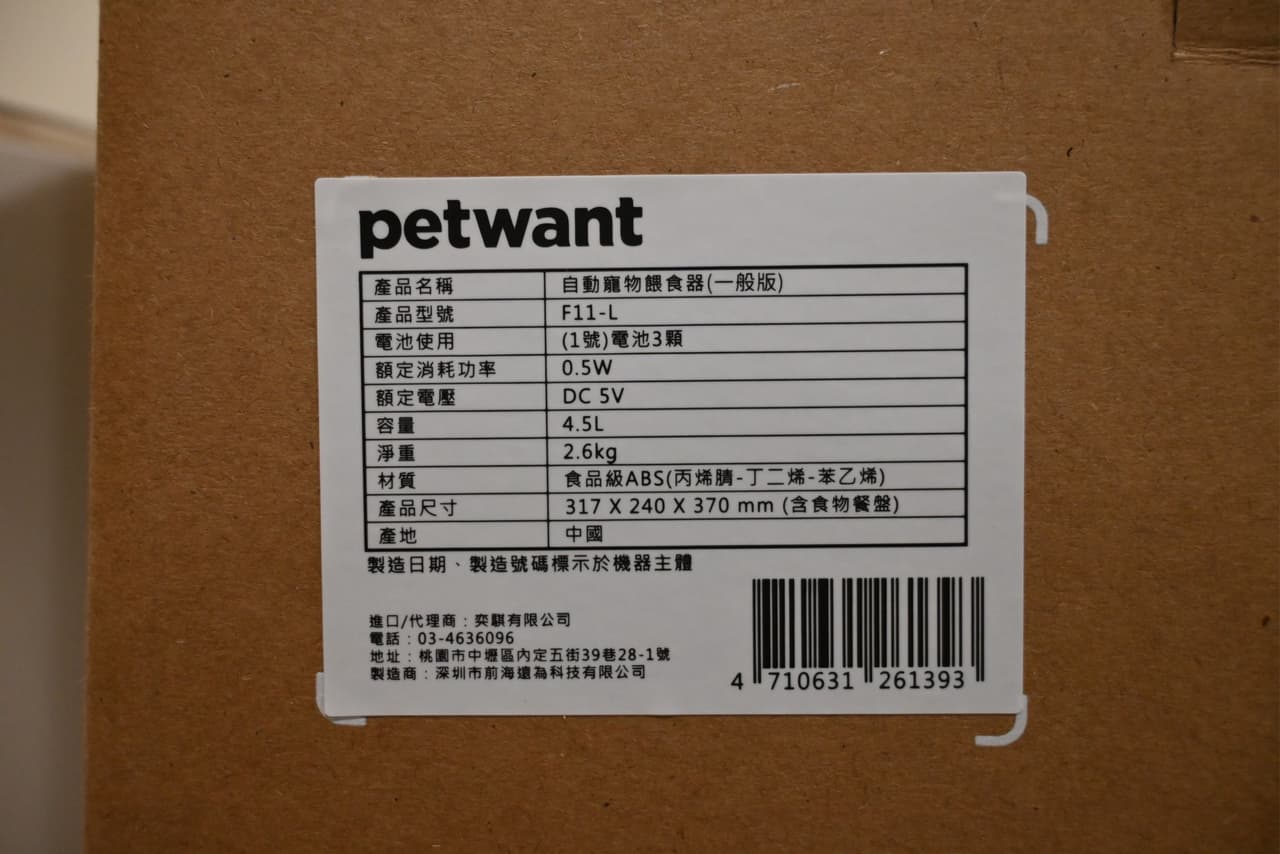 petwant
產品名稱 自動寵物餵食器(一般版)
產品型號 F11-L
電池使用 (1號)電池3顆
額定消耗功率 0.5W
額定電壓 DC 5V
容量 4.5L
淨重 2.6kg
材質 食品級ABS(丙烯腈-丁二烯-苯乙烯)
產品尺寸 317 X 240 X 370 mm (含食物餐盤)
產地 中國
製造日期、製造號碼標示於機器主體
進口/代理商：奕騏有限公司
電話：03-4636096
地址：桃園市中壢區內定五街39巷28-1號
製造商：深圳市前海遠為科技有限公司
4 710631 261393